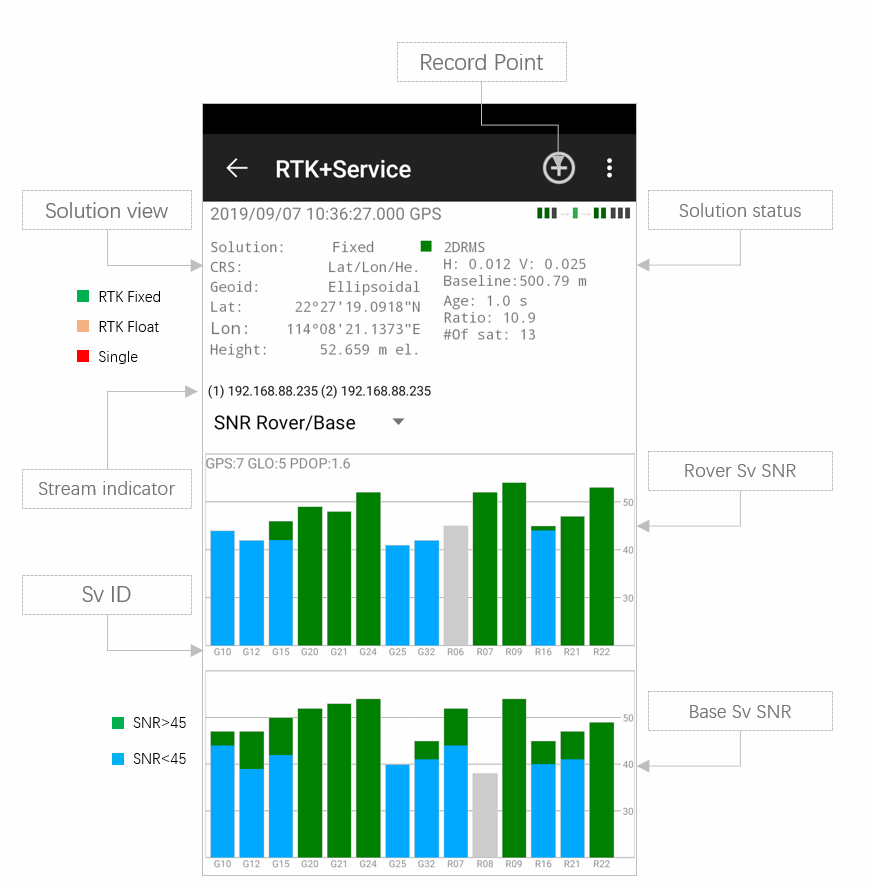 Record Point
RTK+Service
Solution view
2019/09/07 10:36:27.000 GPS
Solution status
Solution: Fixed
2DRMS
CRS: Lat/Lon/He.
H: 0.012 V: 0.025
Geoid: Ellipsoidal
Baseline:500.79 m
RTK Fixed
Lat: 22°27'19.0918"N
Age: 1.0 s
RTK Float
Lon: 114°08'21.1373"E
Ratio: 10.9
Single
Height: 52.659 m el.
#Of sat: 13
(1) 192.168.88.235 (2) 192.168.88.235
SNR Rover/Base
Stream indicator
GPS:7 GLO:5 PDOP:1.6
Rover Sv SNR
50
40
30
Sv ID
G10 G12 G15 G20 G21 G24 G25 G32 R06 R07 R09 R16 R21 R22
SNR>45
SNR<45
Base Sv SNR
50
40
30
G10 G12 G15 G20 G21 G24 G25 G32 R07 R08 R09 R16 R21 R22